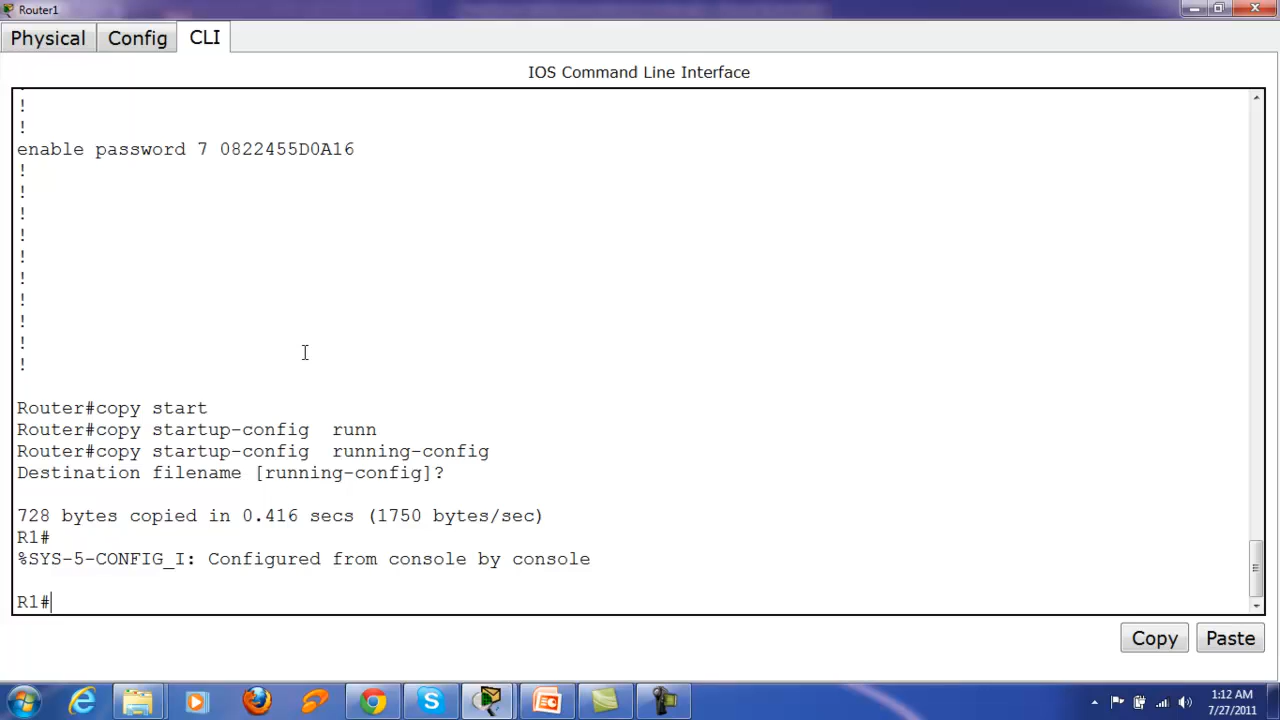 Router1
Physical
Config
CLI
IOS Command Line Interface
!
!
enable password 7 0822455D0A16
!
!
!
!
!
!
!
!
!
!
Router#copy start
Router#copy startup-config runn
Router#copy startup-config running-config
Destination filename [running-config]?
728 bytes copied in 0.416 secs (1750 bytes/sec)
R1#
%SYS-5-CONFIG_I: Configured from console by console
R1#
Copy
Paste
1:12 AM
7/27/2011